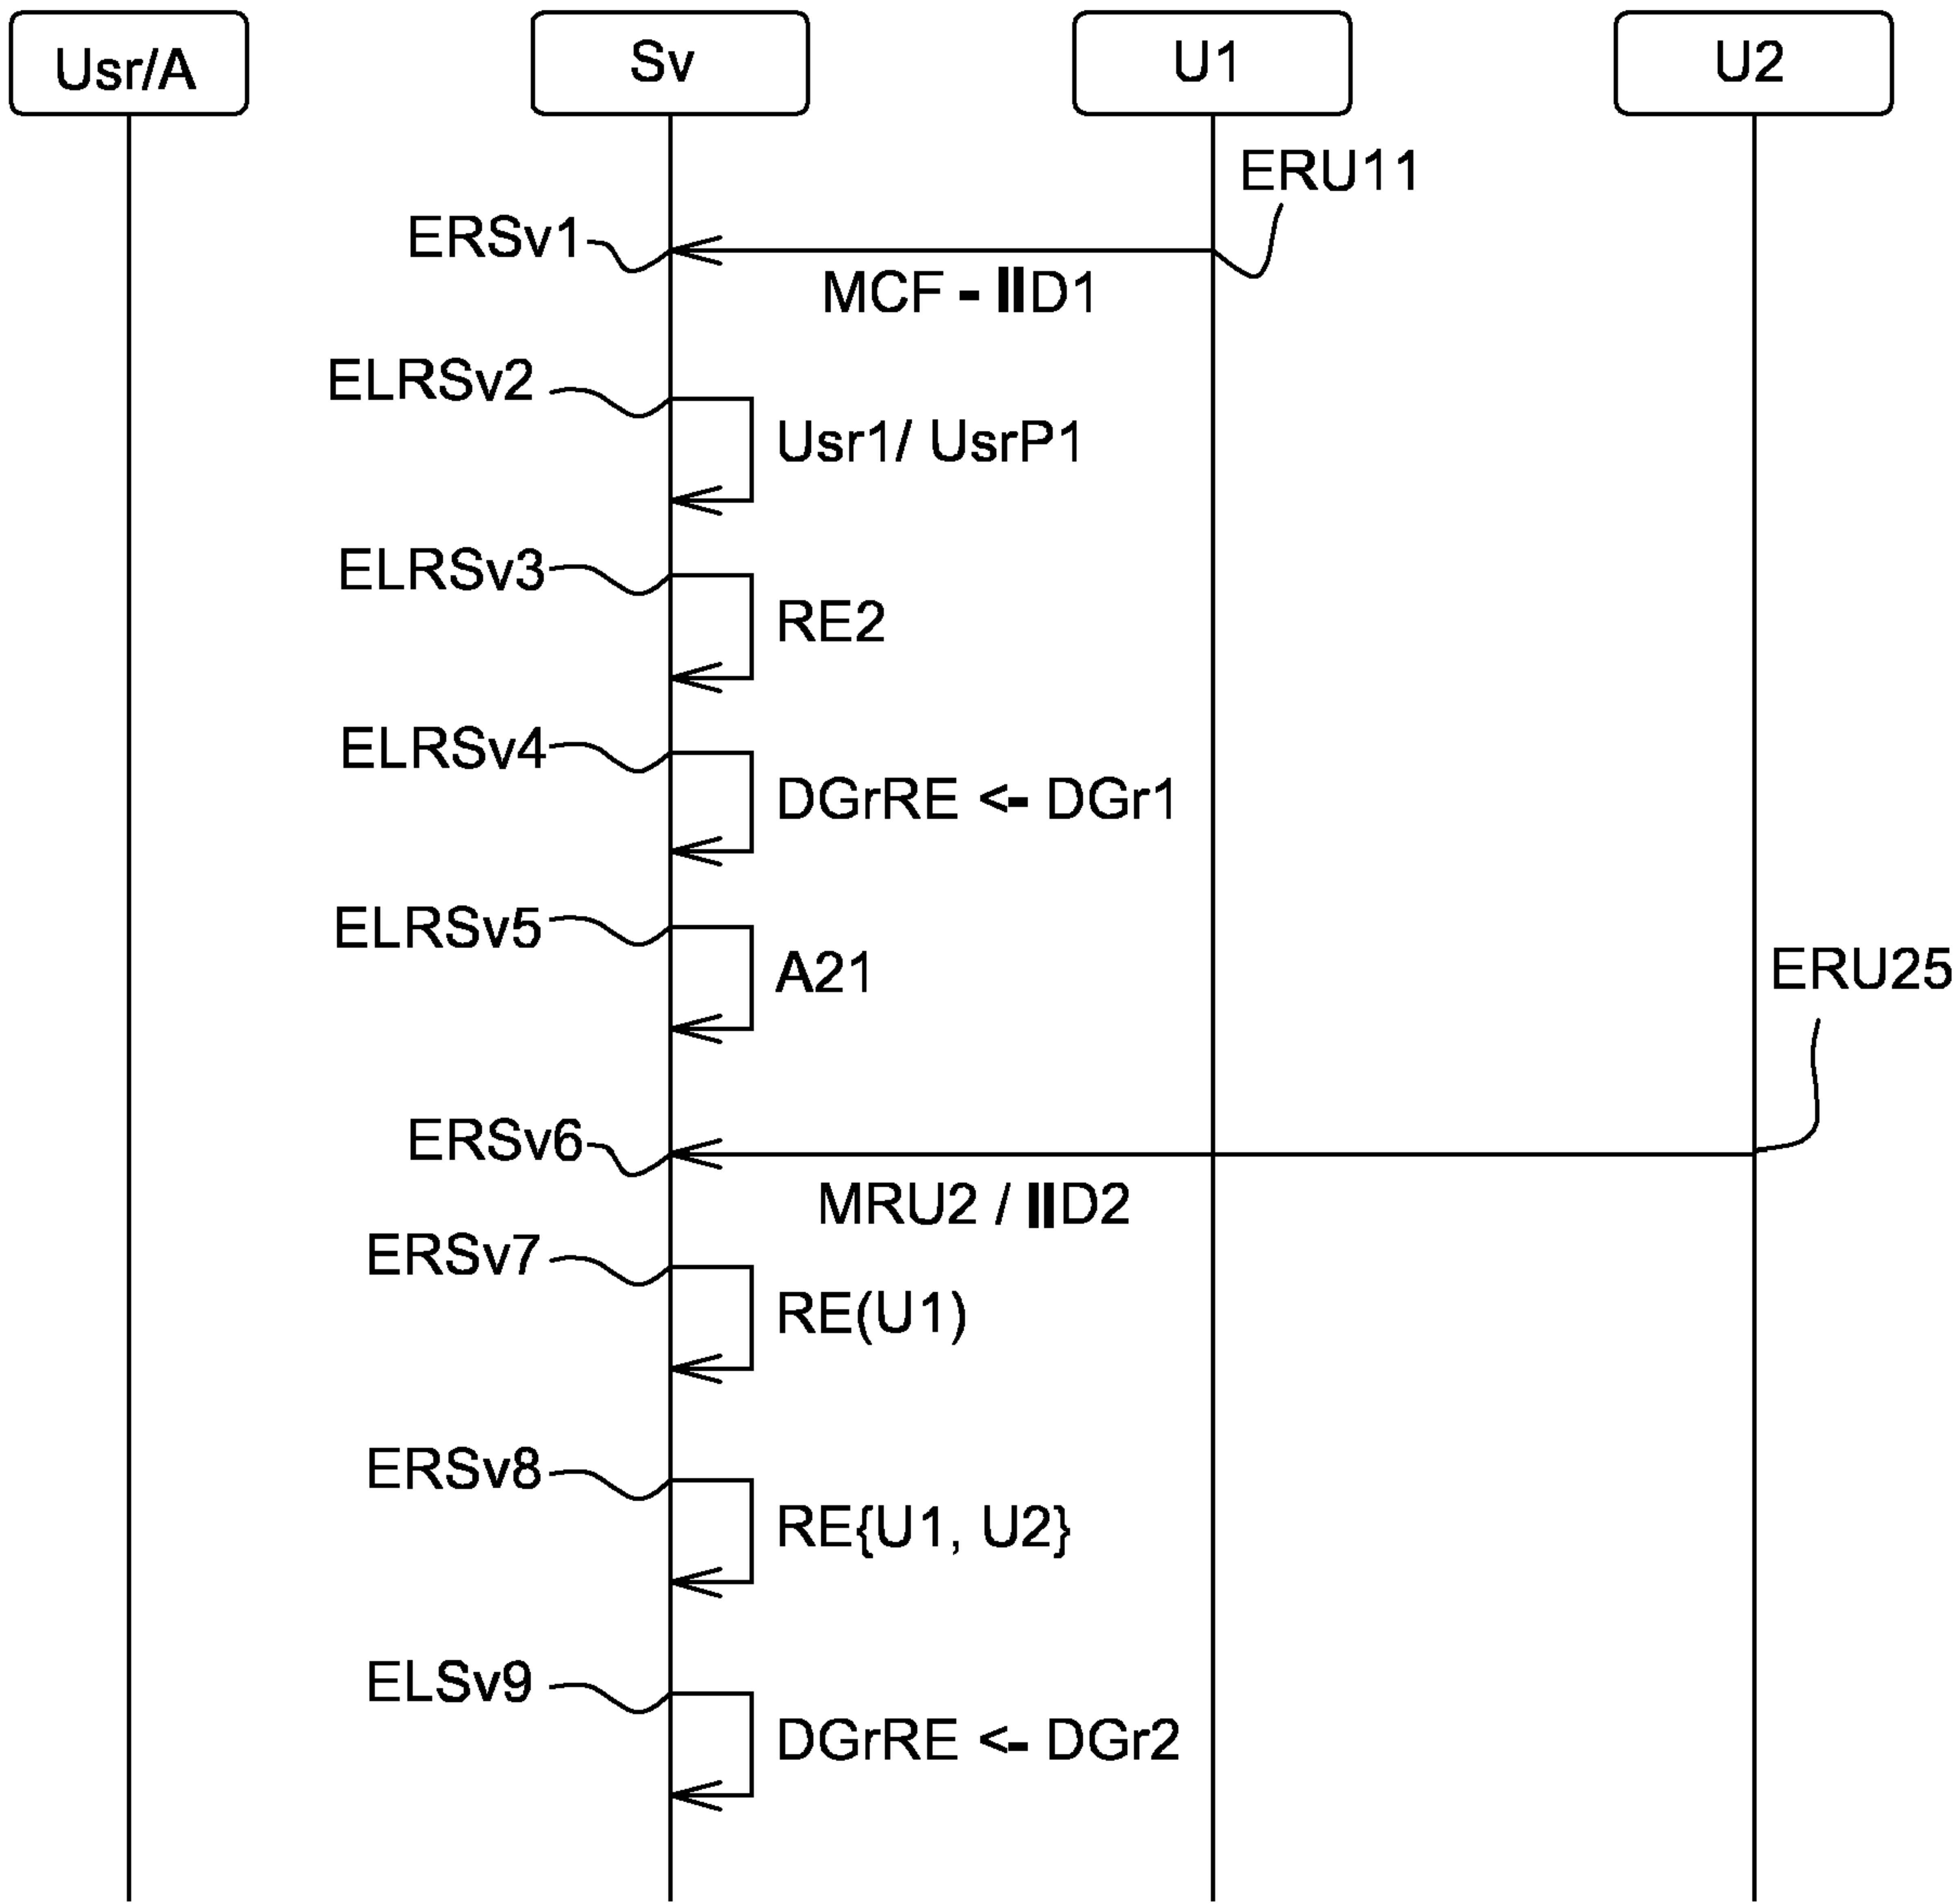 Usr/A
Sv
U1
U2
ERU11
ERSv1
MCF - IID1
ELRSv2
Usr1/ UsrP1
ELRSv3
RE2
ELRSv4
DGrRE <- DGr1
ELRSv5
A21
ERU25
ERSv6
MRU2 / IID2
ERSv7
RE(U1)
ERSv8
RE{U1, U2}
ELSv9
DGrRE <- DGr2